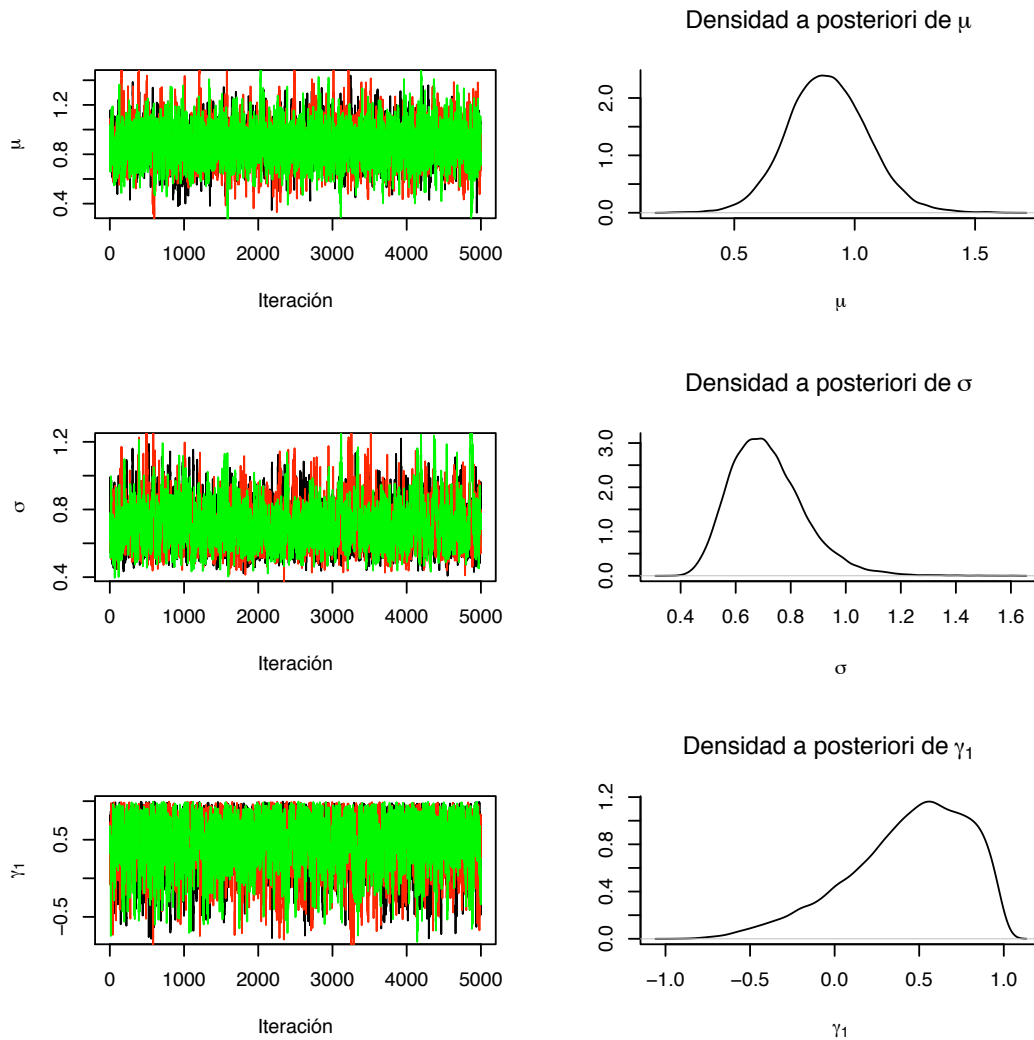 Densidad a posteriori de μ
μ
0.4 0.8 1.2
0 1000 2000 3000 4000 5000
Iteración
0.0 1.0 2.0
0.5 1.0 1.5
μ
Densidad a posteriori de σ
σ
0.4 0.8 1.2
0 1000 2000 3000 4000 5000
Iteración
0.0 1.0 2.0 3.0
0.4 0.6 0.8 1.0 1.2 1.4 1.6
σ
Densidad a posteriori de γ1
γ1
−0.5 0.5
0 1000 2000 3000 4000 5000
Iteración
0.0 0.4 0.8 1.2
−1.0 −0.5 0.0 0.5 1.0
γ1